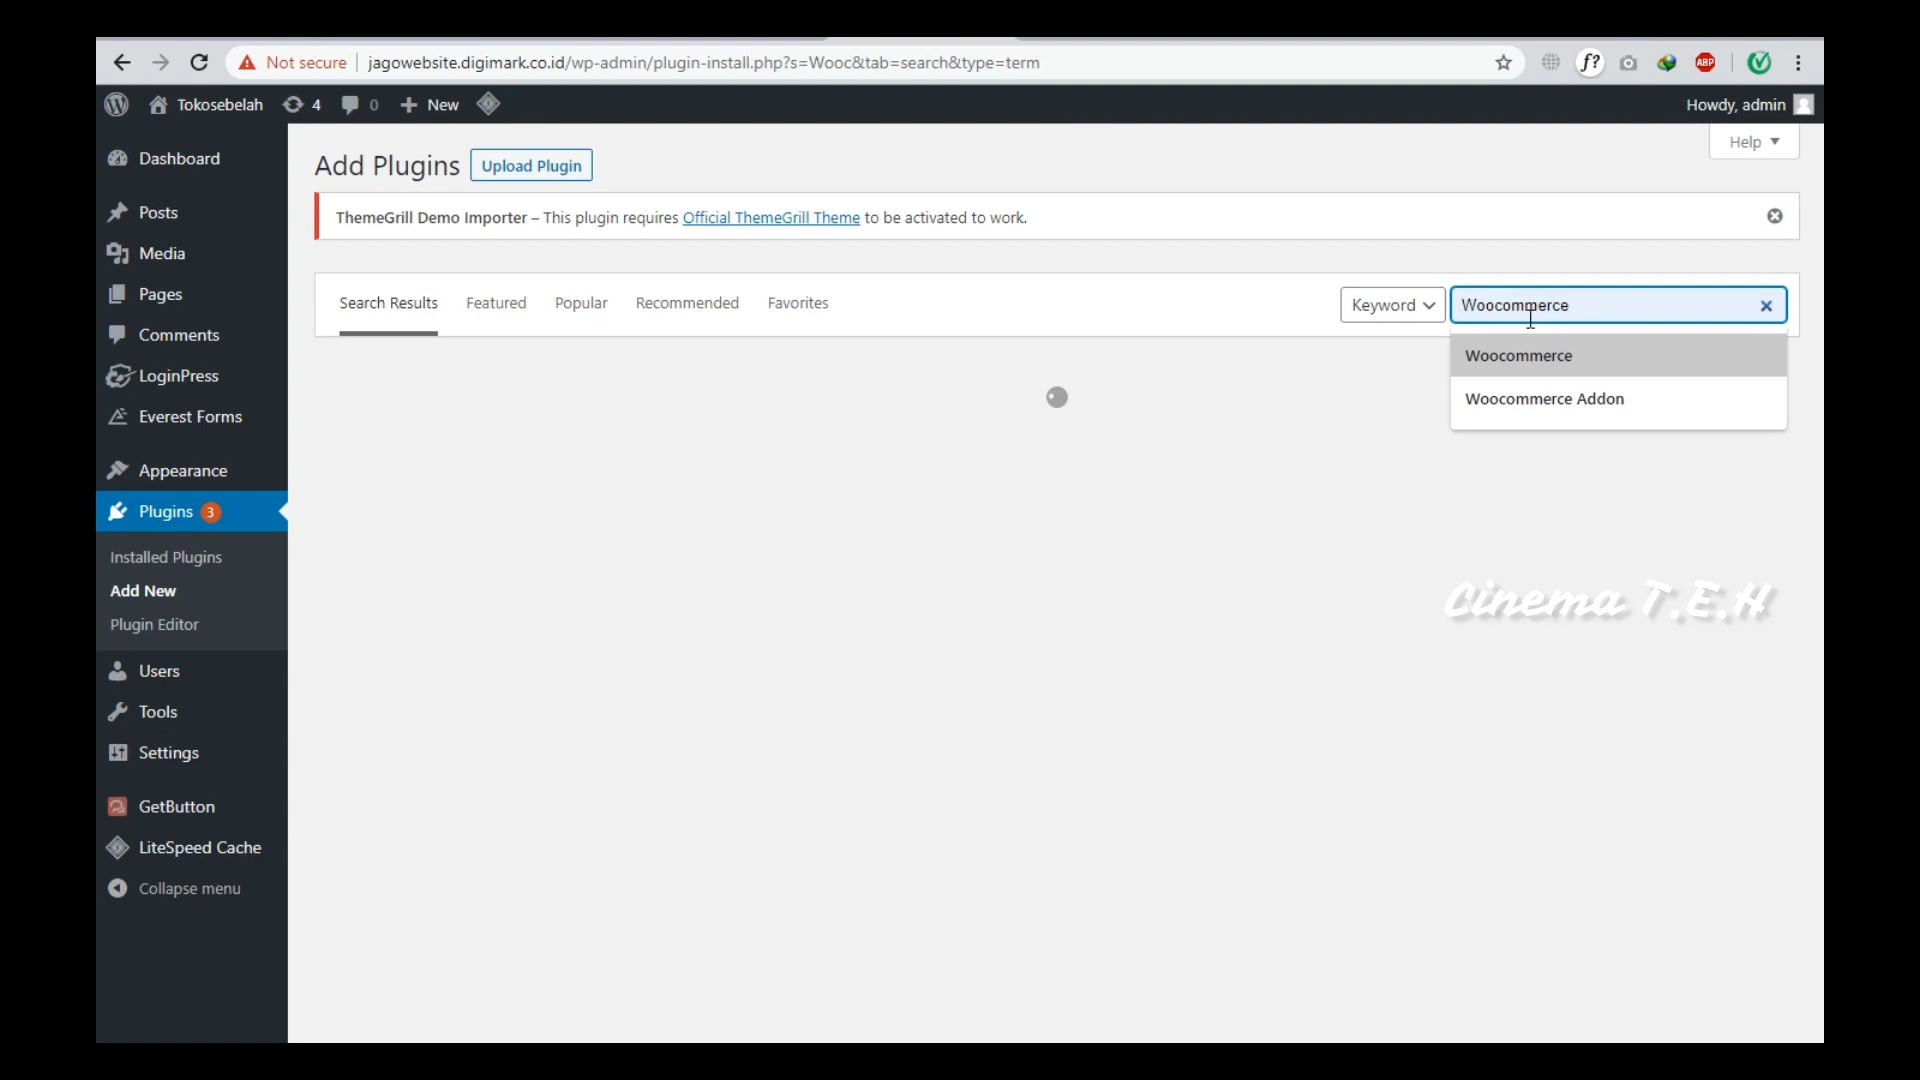 Not secure jagowebsite.digimark.co.id/wp-admin/plugin-install.php?s=Wooc&tab=search&type=term
f? ABP
Tokosebelah 4 0 New
Howdy, admin
Help
Dashboard
Posts
Media
Pages
Comments
LoginPress
Everest Forms
Appearance
Plugins 3
Installed Plugins
Add New
Plugin Editor
Users
Tools
Settings
GetButton
LiteSpeed Cache
Collapse menu
Add Plugins Upload Plugin
ThemeGrill Demo Importer – This plugin requires Official ThemeGrill Theme to be activated to work.
Search Results Featured Popular Recommended Favorites
Keyword Woocommerce
Woocommerce
Woocommerce Addon
Cinema T.E.H